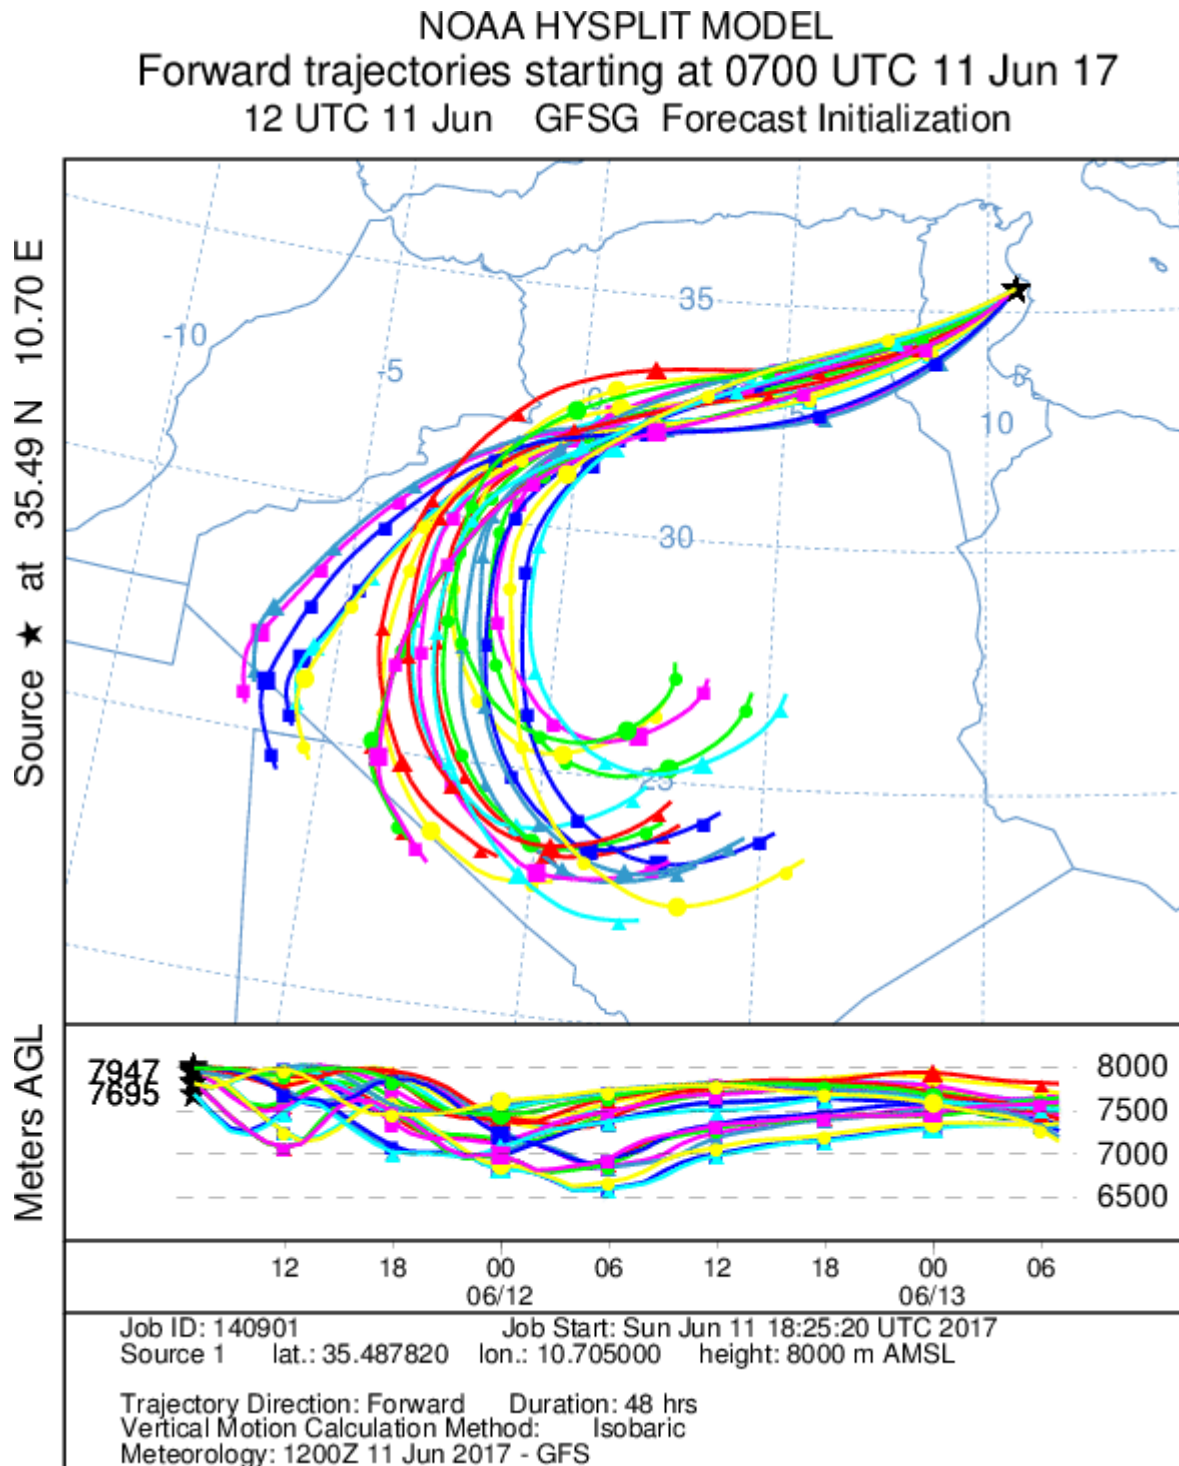 NOAA HYSPLIT MODEL
Forward trajectories starting at 0700 UTC 11 Jun 17
12 UTC 11 Jun GFSG Forecast Initialization
Source ★ at 35.49 N 10.70 E
-10
-5
35
5
10
30
25
Meters AGL
7947
7695
8000
7500
7000
6500
12 18 00 06 12 18 00 06
06/12 06/13
Job ID: 140901 Job Start: Sun Jun 11 18:25:20 UTC 2017
Source 1 lat.: 35.487820 lon.: 10.705000 height: 8000 m AMSL
Trajectory Direction: Forward Duration: 48 hrs
Vertical Motion Calculation Method: Isobaric
Meteorology: 1200Z 11 Jun 2017 - GFS